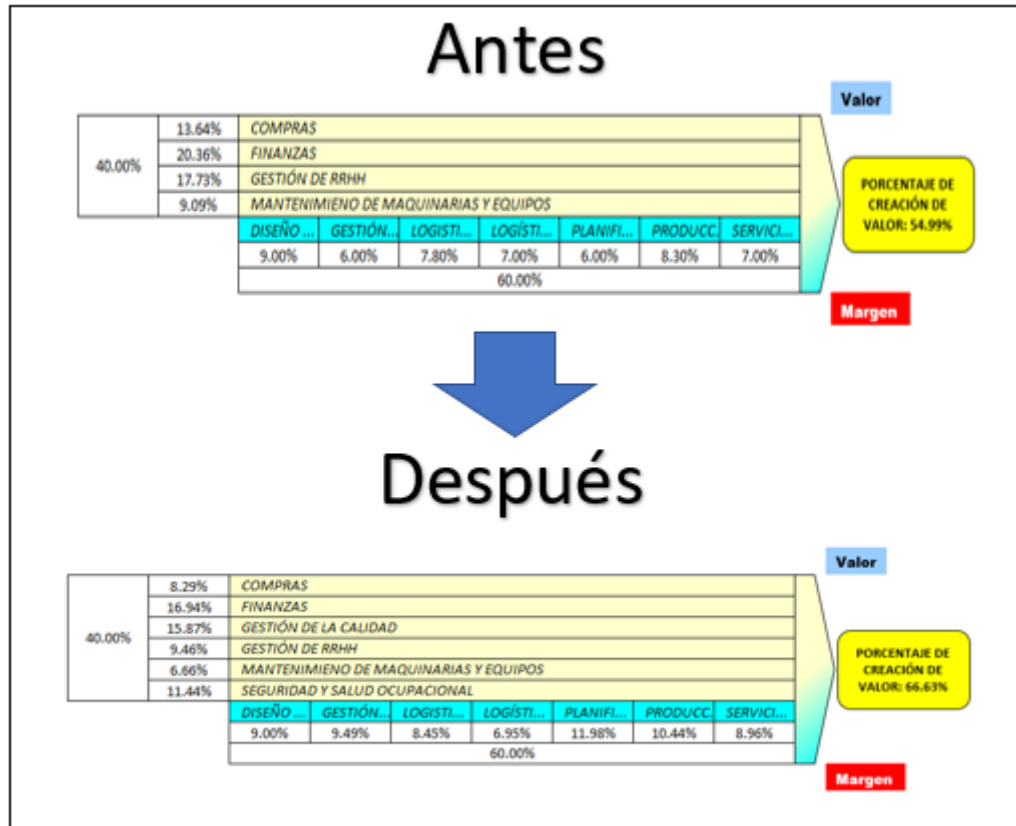 Antes
Valor
13.64% COMPRAS
40.00% 20.36% FINANZAS
17.73% GESTIÓN DE RRHH
9.09% MANTENIMIENO DE MAQUINARIAS Y EQUIPOS
PORCENTAJE DE
CREACIÓN DE
VALOR: 54.99%
DISEÑO ... GESTIÓN... LOGISTI... LOGÍSTI... PLANIFI... PRODUCC. SERVICI...
9.00% 6.00% 7.80% 7.00% 6.00% 8.30% 7.00%
60.00%
Margen
Después
Valor
8.29% COMPRAS
16.94% FINANZAS
40.00% 15.87% GESTIÓN DE LA CALIDAD
9.46% GESTIÓN DE RRHH
6.66% MANTENIMIENO DE MAQUINARIAS Y EQUIPOS
11.44% SEGURIDAD Y SALUD OCUPACIONAL
PORCENTAJE DE
CREACIÓN DE
VALOR: 66.63%
DISEÑO ... GESTIÓN... LOGISTI... LOGÍSTI... PLANIFI... PRODUCC. SERVICI...
9.00% 9.49% 8.45% 6.95% 11.98% 10.44% 8.96%
60.00%
Margen